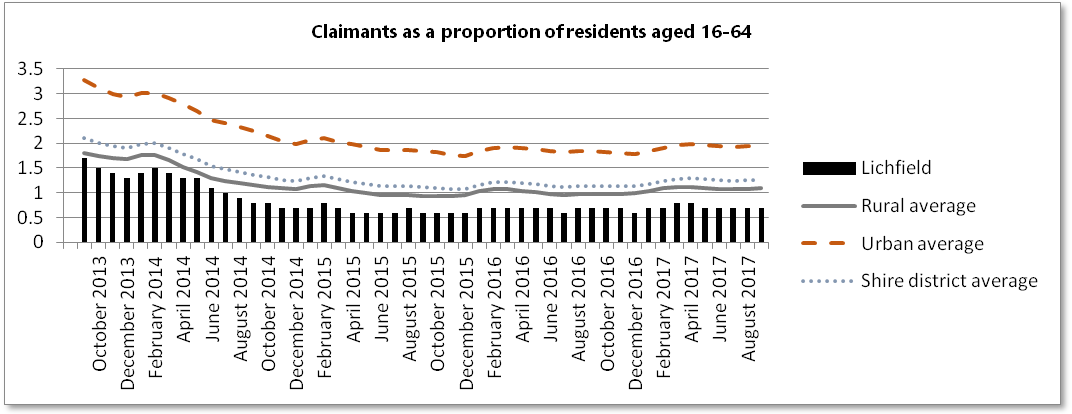 Claimants as a proportion of residents aged 16-64
3.5
3
2.5
2
1.5
1
0.5
0
October 2013
December 2013
February 2014
April 2014
June 2014
August 2014
October 2014
December 2014
February 2015
April 2015
June 2015
August 2015
October 2015
December 2015
February 2016
April 2016
June 2016
August 2016
October 2016
December 2016
February 2017
April 2017
June 2017
August 2017
Lichfield
Rural average
Urban average
Shire district average